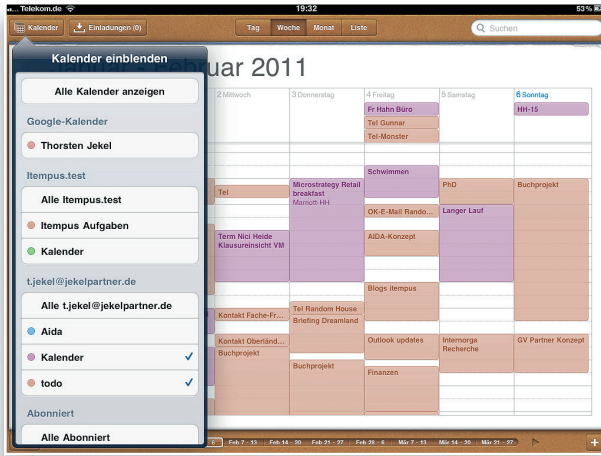 Telekom.de
19:32
53 %
Kalender
Einladungen (0)
Tag
Woche
Monat
Liste
Suchen
Kalender einblenden
Alle Kalender anzeigen
Google-Kalender
Thorsten Jekel
Itempus.test
Alle Itempus.test
Itempus Aufgaben
Kalender
t.jekel@jekelpartner.de
Alle t.jekel@jekelpartner.de
Aida
Kalender
todo
Abonniert
Alle Abonniert
ruar 2011
2 Mittwoch
3 Donnerstag
4 Freitag
5 Samstag
6 Sonntag
Fr Hahn Büro
Tel Gunnar
Tel-Monster
HH-15
Tel
Term Nici Heide
Klausureinsicht VM
Kontakt Fache-Fr...
Kontakt Oberländ...
Buchprojekt
Microstrategy Retail
breakfast
Marriott-HH
Tel Random House
Briefing Dreamland
Buchprojekt
Schwimmen
OK-E-Mail Rando...
AIDA-Konzept
Blogs itempus
Outlook updates
Finanzen
PhD
Langer Lauf
Internorga
Recherche
Buchprojekt
GV Partner Konzept
6
Feb 7 - 13
Feb 14 - 20
Feb 21 - 27
Feb 28 - 6
Mär 7 - 13
Mär 14 - 20
Mär 21 - 27